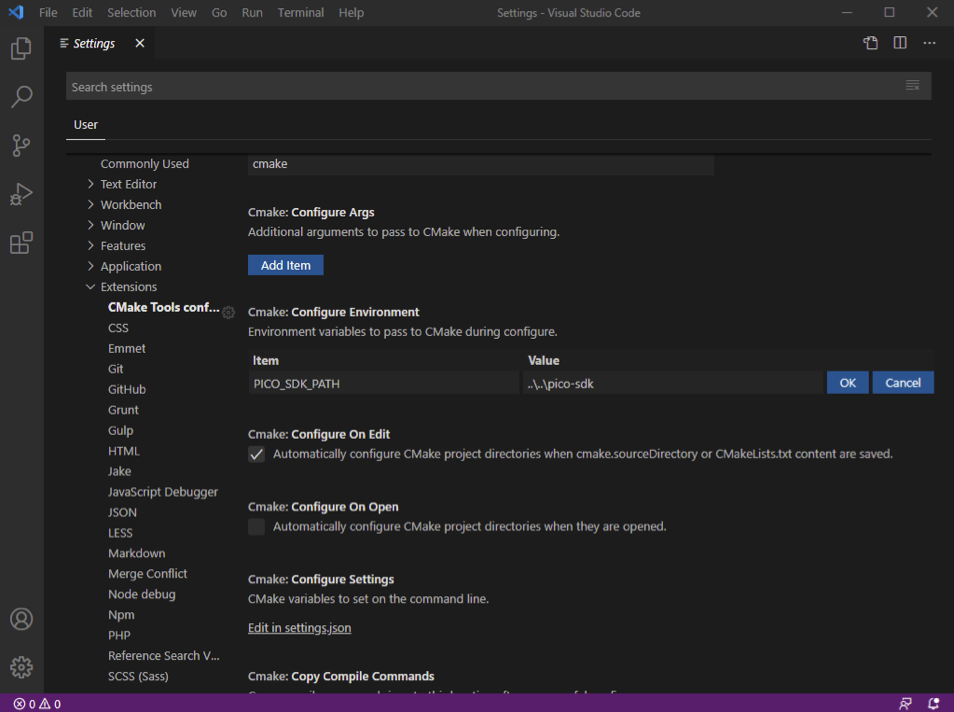 File Edit Selection View Go Run Terminal Help Settings - Visual Studio Code
Settings
Search settings
User
Commonly Used
Text Editor
Workbench
Window
Features
Application
Extensions
CMake Tools conf...
CSS
Emmet
Git
GitHub
Grunt
Gulp
HTML
Jake
JavaScript Debugger
JSON
LESS
Markdown
Merge Conflict
Node debug
Npm
PHP
Reference Search V...
SCSS (Sass)
cmake
Cmake: Configure Args
Additional arguments to pass to CMake when configuring.
Add Item
Cmake: Configure Environment
Environment variables to pass to CMake during configure.
Item Value
PICO_SDK_PATH ..\..\pico-sdk OK Cancel
Cmake: Configure On Edit
Automatically configure CMake project directories when cmake.sourceDirectory or CMakeLists.txt content are saved.
Cmake: Configure On Open
Automatically configure CMake project directories when they are opened.
Cmake: Configure Settings
CMake variables to set on the command line.
Edit in settings.json
Cmake: Copy Compile Commands
0 0